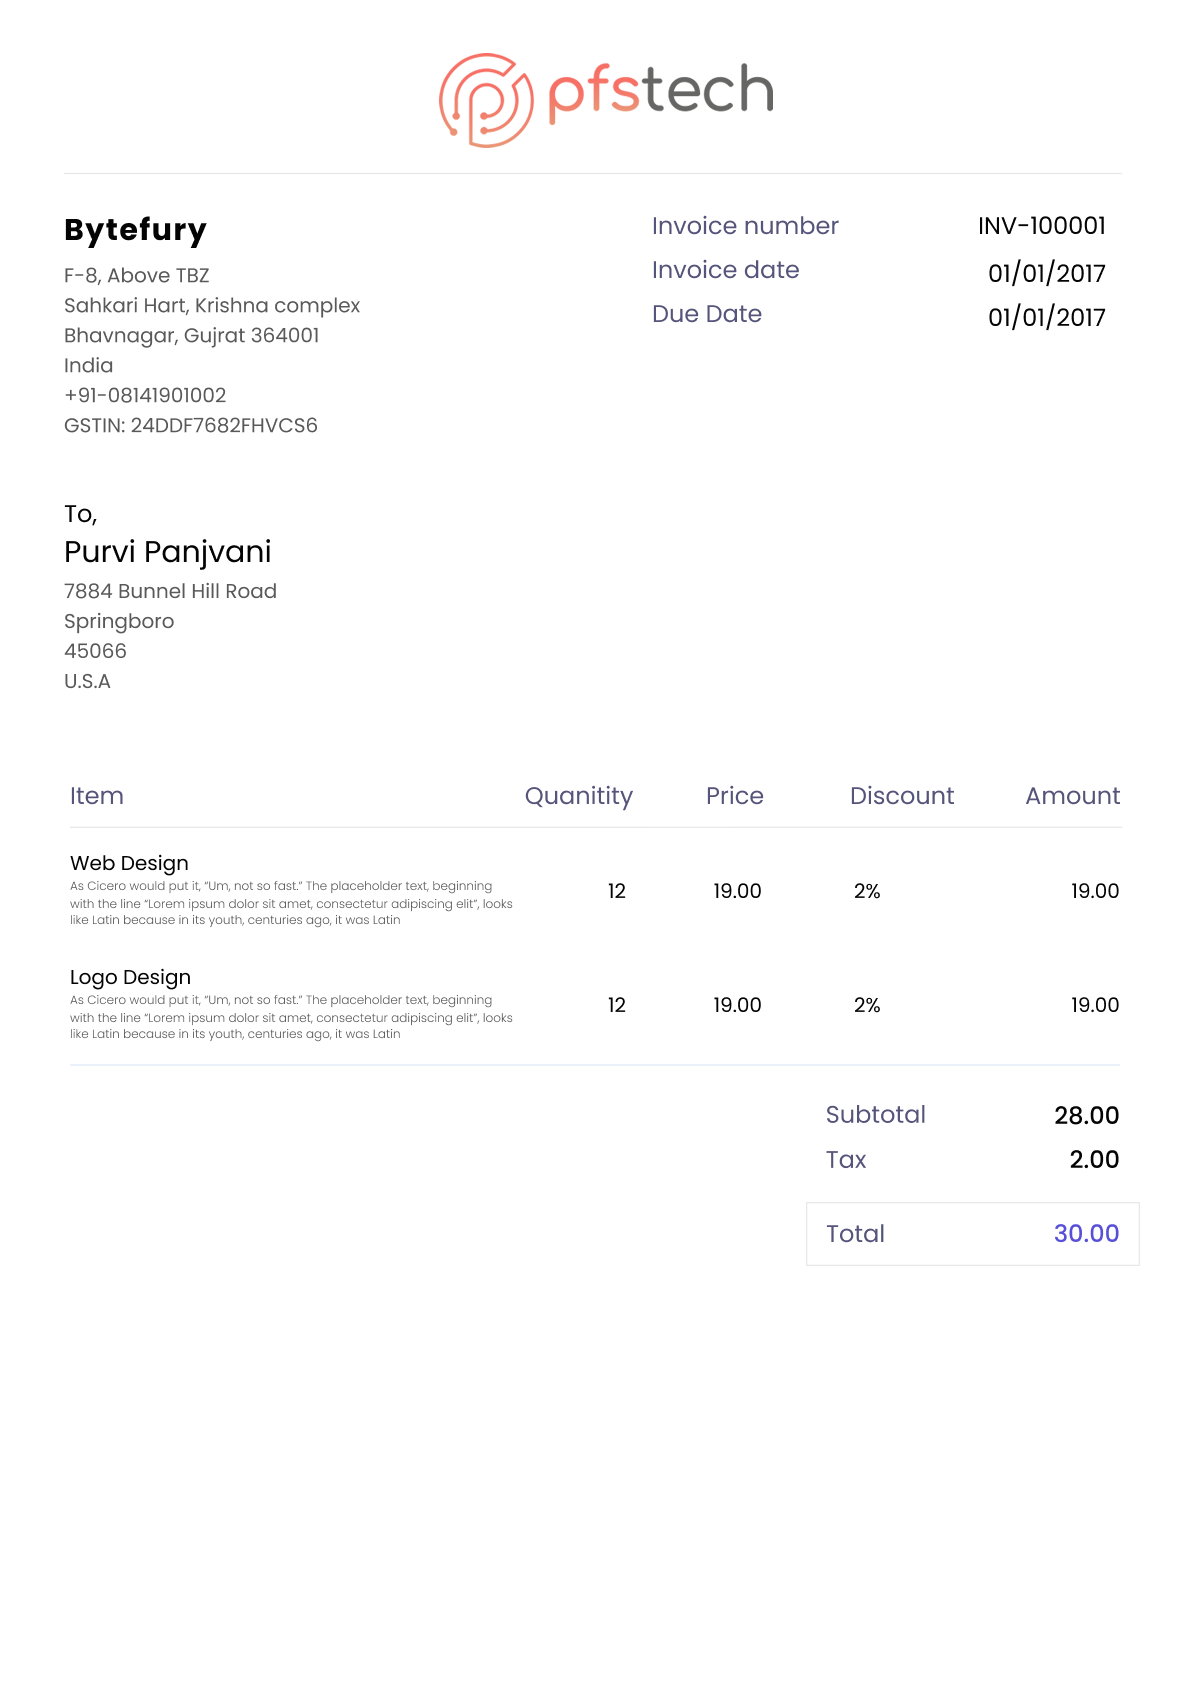 pfstech
Bytefury
F-8, Above TBZ
Sahkari Hart, Krishna complex
Bhavnagar, Gujrat 364001
India
+91-08141901002
GSTIN: 24DDF7682FHVCS6
Invoice number INV-100001
Invoice date 01/01/2017
Due Date 01/01/2017
To,
Purvi Panjvani
7884 Bunnel Hill Road
Springboro
45066
U.S.A
Item Quanitity Price Discount Amount
Web Design
As Cicero would put it, “Um, not so fast.” The placeholder text, beginning
with the line “Lorem ipsum dolor sit amet, consectetur adipiscing elit”, looks
like Latin because in its youth, centuries ago, it was Latin
12 19.00 2% 19.00
Logo Design
As Cicero would put it, “Um, not so fast.” The placeholder text, beginning
with the line “Lorem ipsum dolor sit amet, consectetur adipiscing elit”, looks
like Latin because in its youth, centuries ago, it was Latin
12 19.00 2% 19.00
Subtotal 28.00
Tax 2.00
Total 30.00